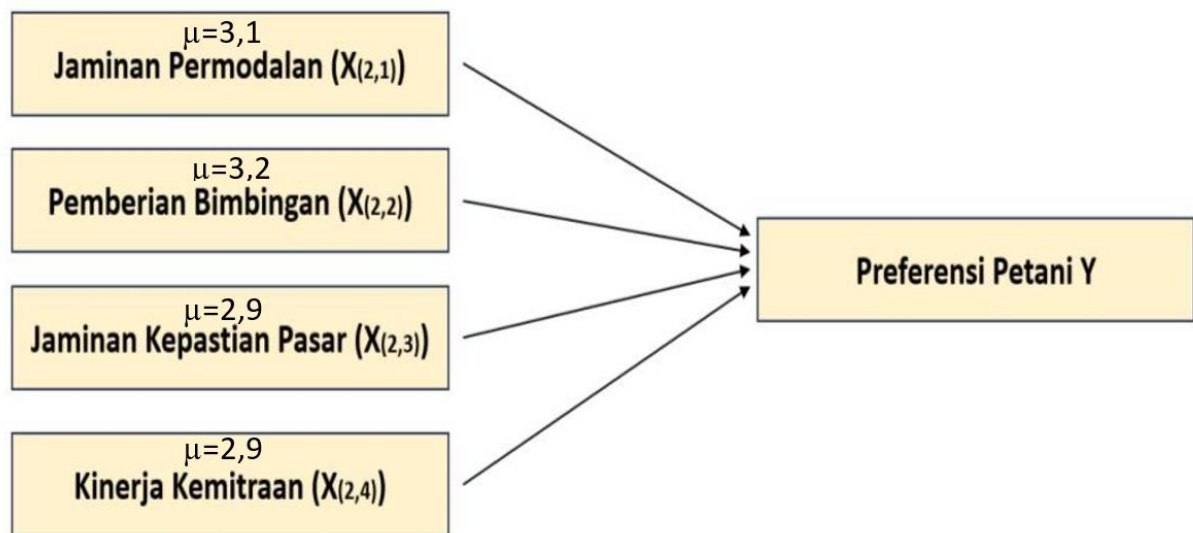 μ=3,1
Jaminan Permodalan (X(2,1))
μ=3,2
Pemberian Bimbingan (X(2,2))
μ=2,9
Jaminan Kepastian Pasar (X(2,3))
μ=2,9
Kinerja Kemitraan (X(2,4))
Preferensi Petani Y